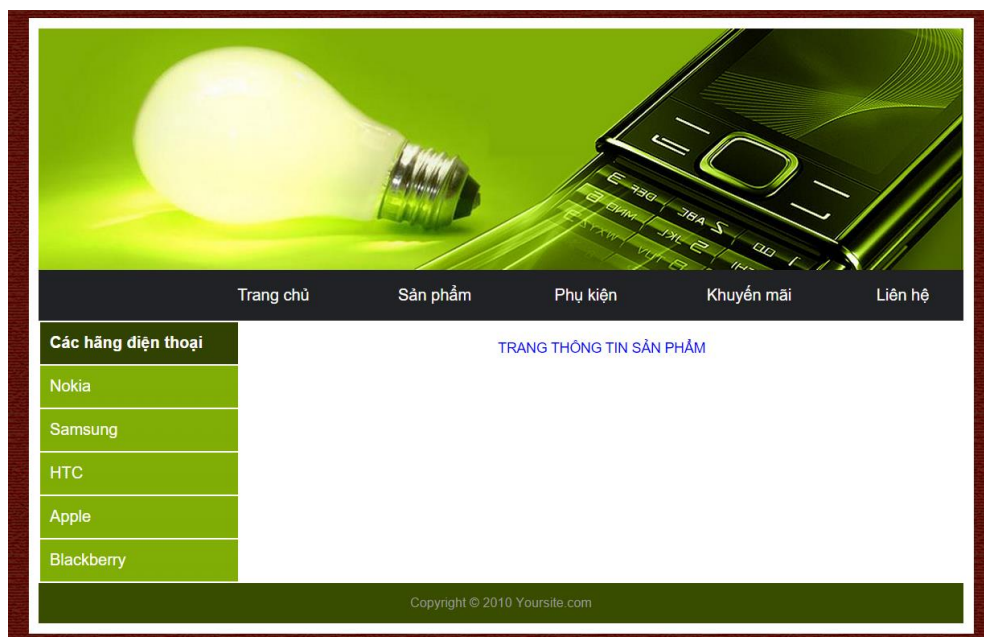 Trang chủ Sản phẩm Phụ kiện Khuyến mãi Liên hệ
Các hãng điện thoại
TRANG THÔNG TIN SẢN PHẨM
Nokia
Samsung
HTC
Apple
Blackberry
Copyright © 2010 Yoursite.com